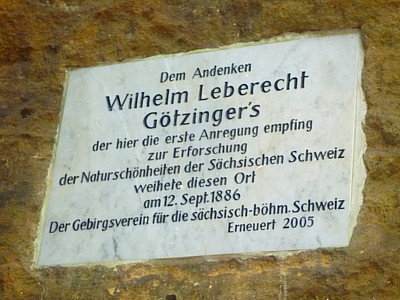 Dem Andenken
Wilhelm Leberecht
Götzinger's
der hier die erste Anregung empfing
zur Erforschung
der Naturschönheiten der Sächsischen Schweiz
weihete diesen Ort
am 12. Sept.1886
Der Gebirgsverein für die sächsisch-böhm. Schweiz
Erneuert 2005